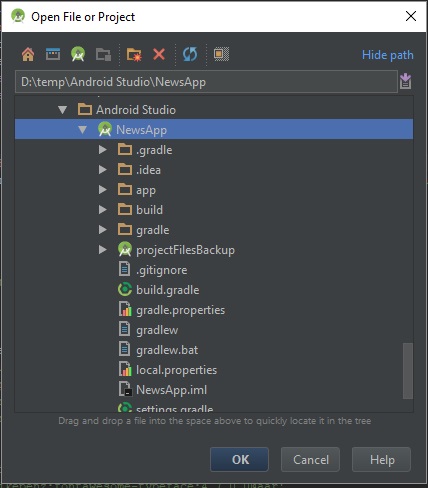 Open File or Project
Hide path
D:\temp\Android Studio\NewsApp
Android Studio
NewsApp
.gradle
.idea
app
build
gradle
projectFilesBackup
.gitignore
build.gradle
gradle.properties
gradlew
gradlew.bat
local.properties
NewsApp.iml
settings.gradle
Drag and drop a file into the space above to quickly locate it in the tree
OK
Cancel
Help